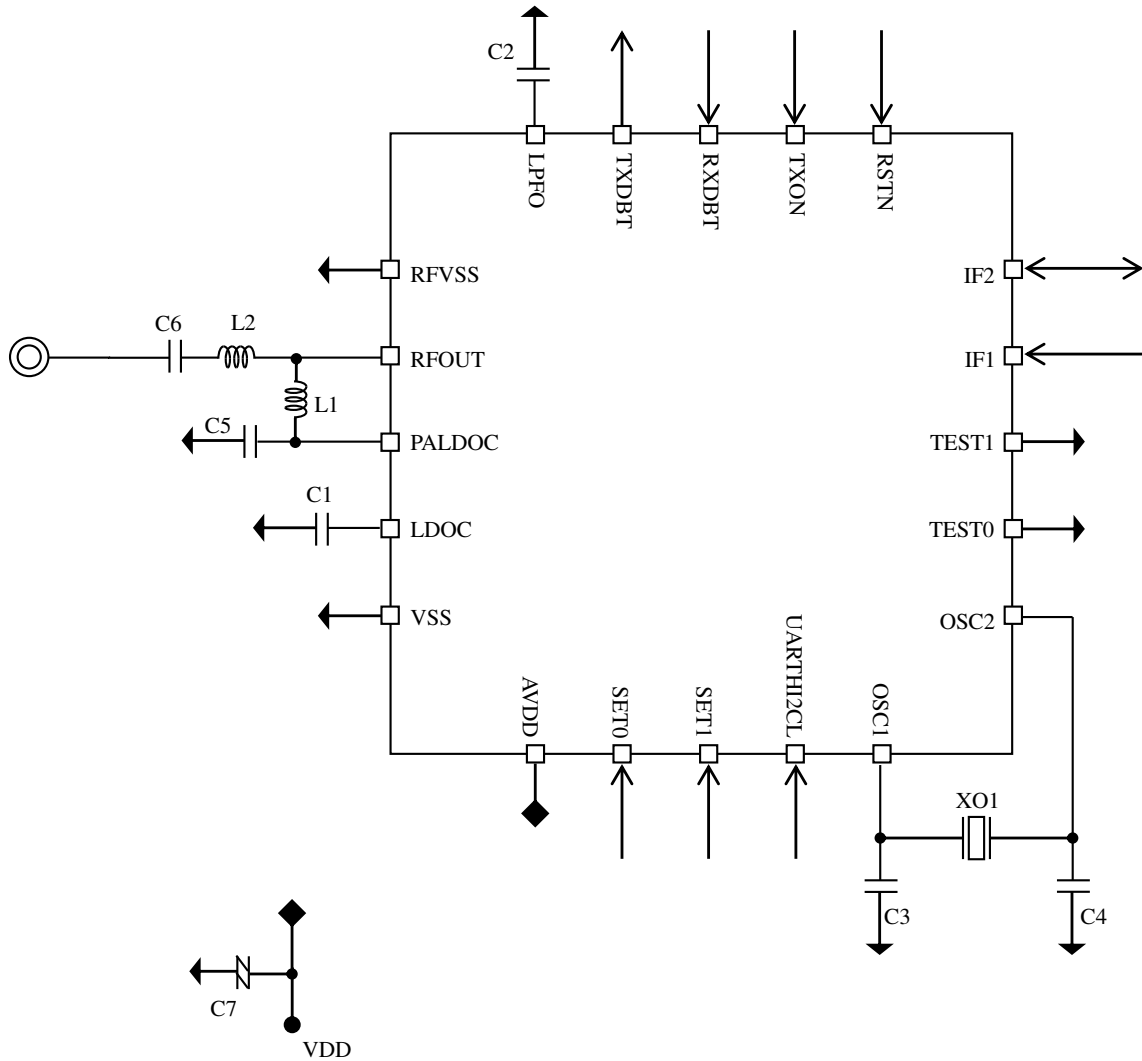 C2
LPFO
TXDBT
RXDBT
TXON
RSTN
RFVSS
IF2
C6
L2
RFOUT
IF1
L1
C5
PALDOC
TEST1
C1
LDOC
TEST0
VSS
OSC2
AVDD
SET0
SET1
UARTHI2CL
OSC1
XO1
C3
C4
C7
VDD